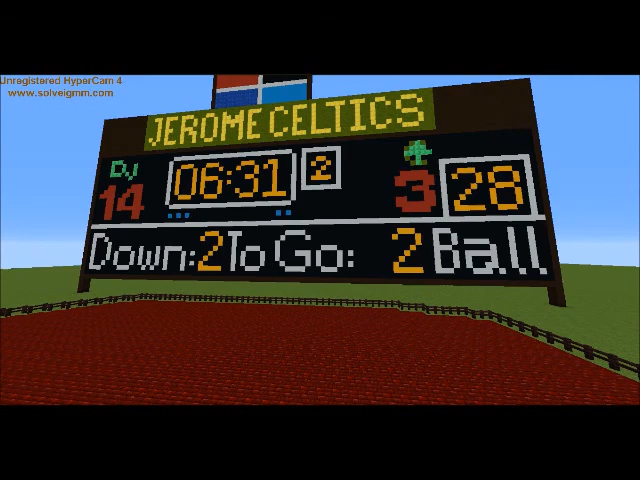 Unregistered HyperCam 4
www.solveigmm.com
JEROME CELTICS
DJ
14 06:31 2 3 28
Down:2 To Go: 2 Ball